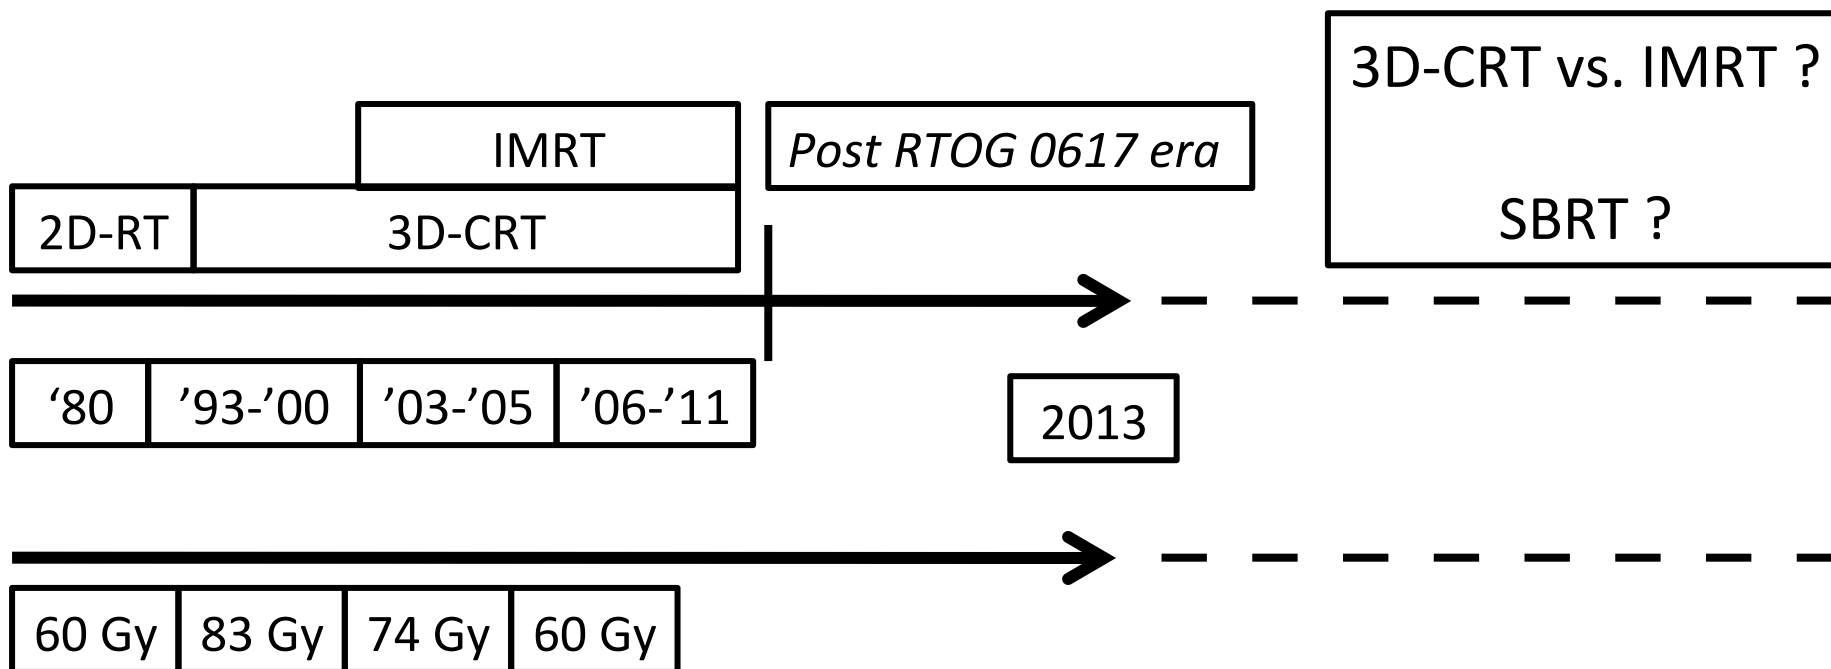 3D-CRT vs. IMRT ?
IMRT
Post RTOG 0617 era
SBRT ?
2D-RT
3D-CRT
‘80
’93-’00
’03-’05
’06-’11
2013
60 Gy
83 Gy
74 Gy
60 Gy